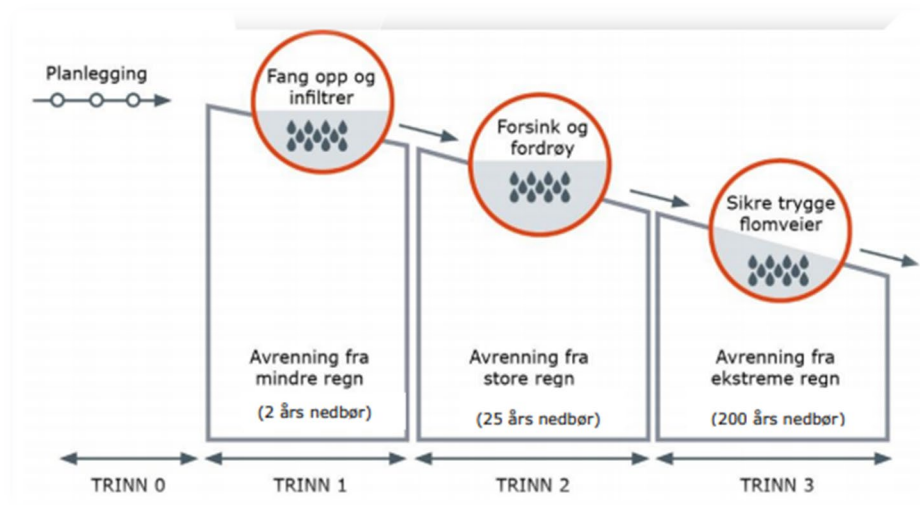 Planlegging
Fang opp og
infiltrer
Forsink og
fordrøy
Sikre trygge
flomveier
Avrenning fra
mindre regn
(2 års nedbør)
Avrenning fra
store regn
(25 års nedbør)
Avrenning fra
ekstreme regn
(200 års nedbør)
TRINN 0
TRINN 1
TRINN 2
TRINN 3